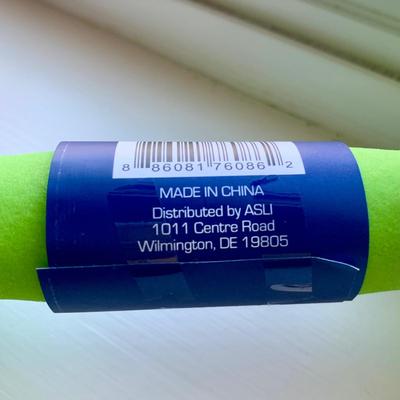 8 86081 76086 2
MADE IN CHINA
Distributed by ASLI
1011 Centre Road
Wilmington, DE 19805